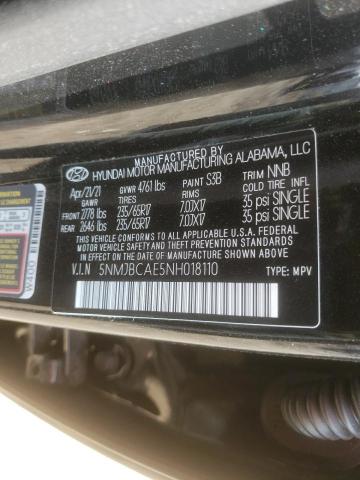 MANUFACTURED BY
HYUNDAI MOTOR MANUFACTURING ALABAMA, LLC
Apr/21/21 GVWR 4761 lbs PAINT S3B TRIM NNB
GAWR TIRES RIMS COLD TIRE INFL. PR.
FRONT 2778 lbs 235/65R17 7.0JX17 35 psi SINGLE
REAR 2646 lbs 235/65R17 7.0JX17 35 psi SINGLE
THIS VEHICLE CONFORMS TO ALL APPLICABLE U.S. FEDERAL MOTOR
VEHICLE SAFETY AND THEFT PREVENTION STANDARDS IN EFFECT ON
THE DATE OF MANUFACTURE SHOWN ABOVE.
V.I.N 5NMJBCAE5NH018110 TYPE: MPV